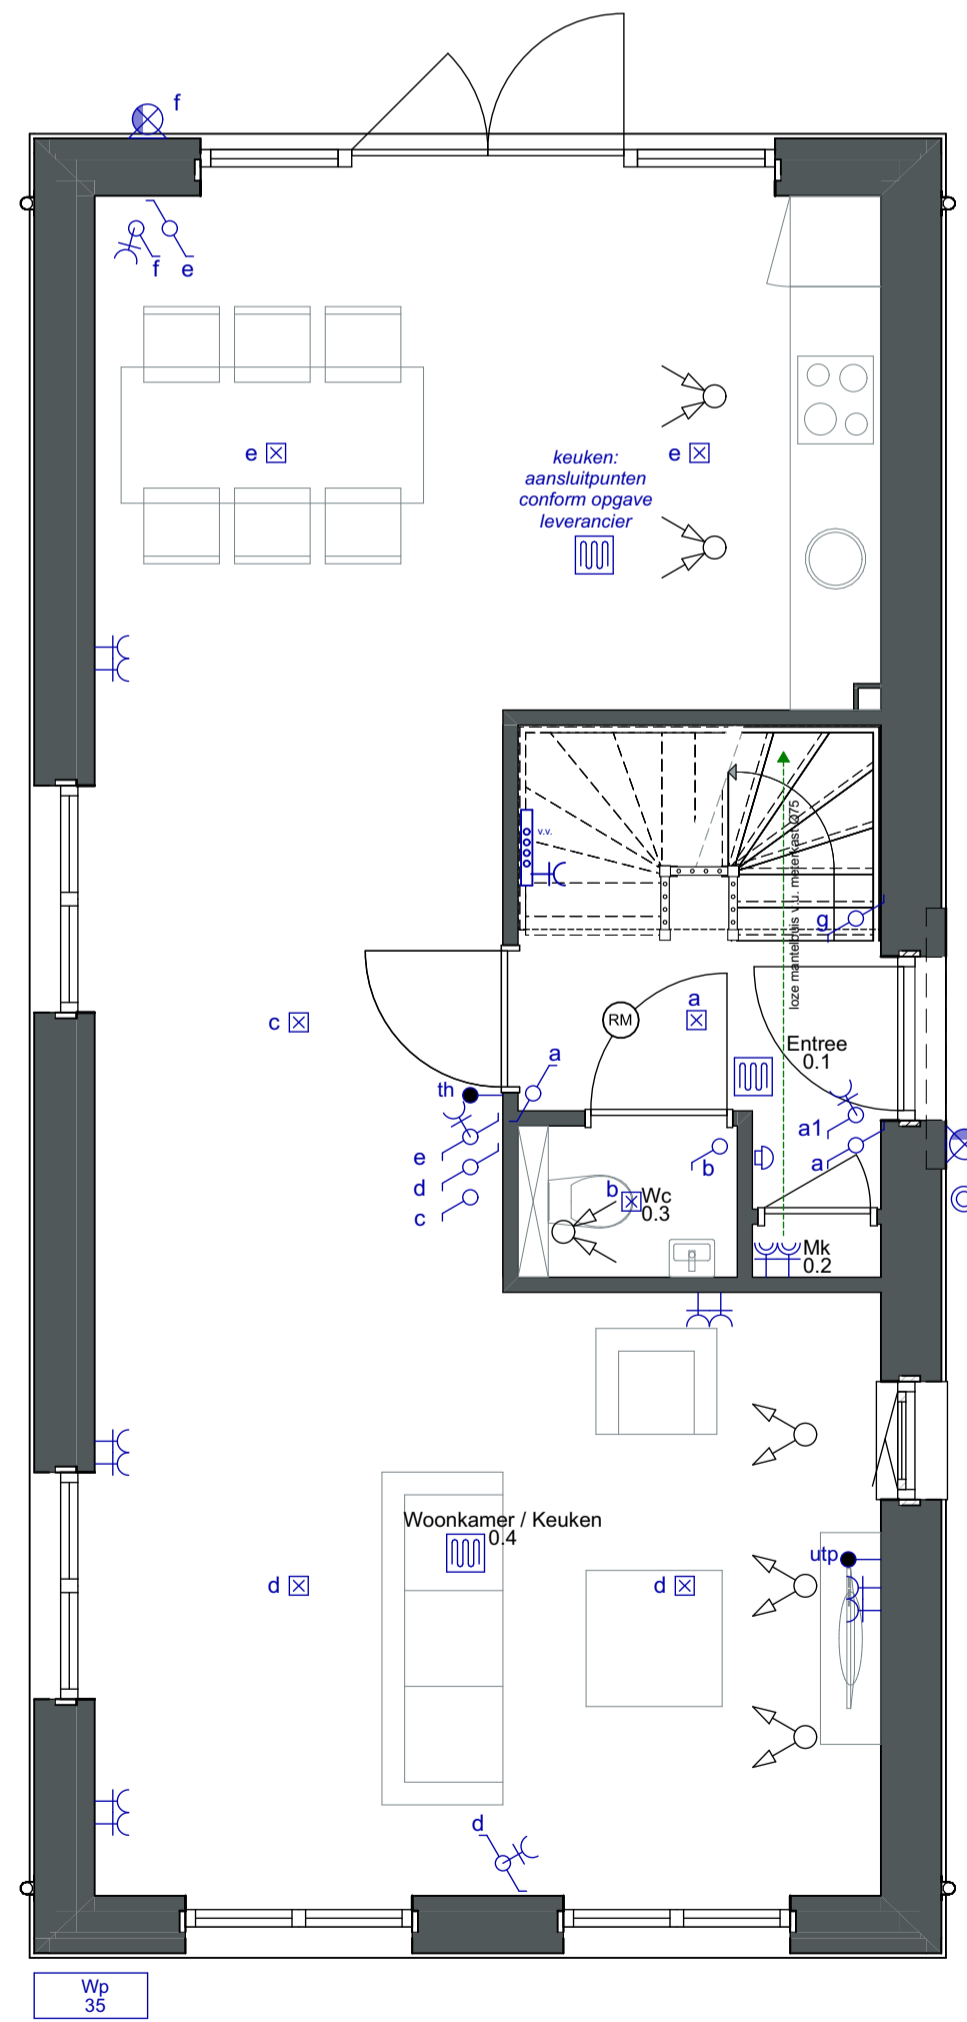 f
f
e
e
keuken:
aansluitpunten
conform opgave
leverancier
e
v.v.
loze mantelbuis v.u. meterkast Ø75
g
c
RM
a
Entree
0.1
th
a
a1
e
d
c
b
a
b
Wc
0.3
Mk
0.2
Woonkamer / Keuken
0.4
utp
d
d
d
Wp
35